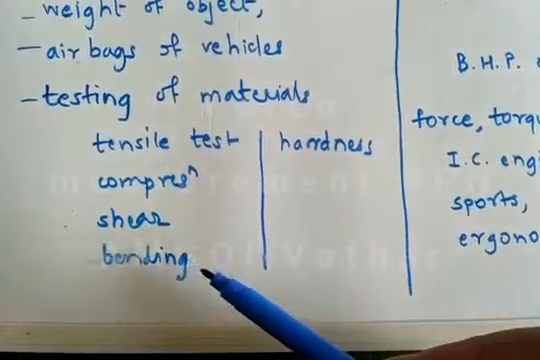 - weight of object,
- air bags of vehicles
- testing of materials
tensile test | hardness
compresⁿ
shear
bending
B.H.P.
force, torq
I.C. engi
sports,
ergono